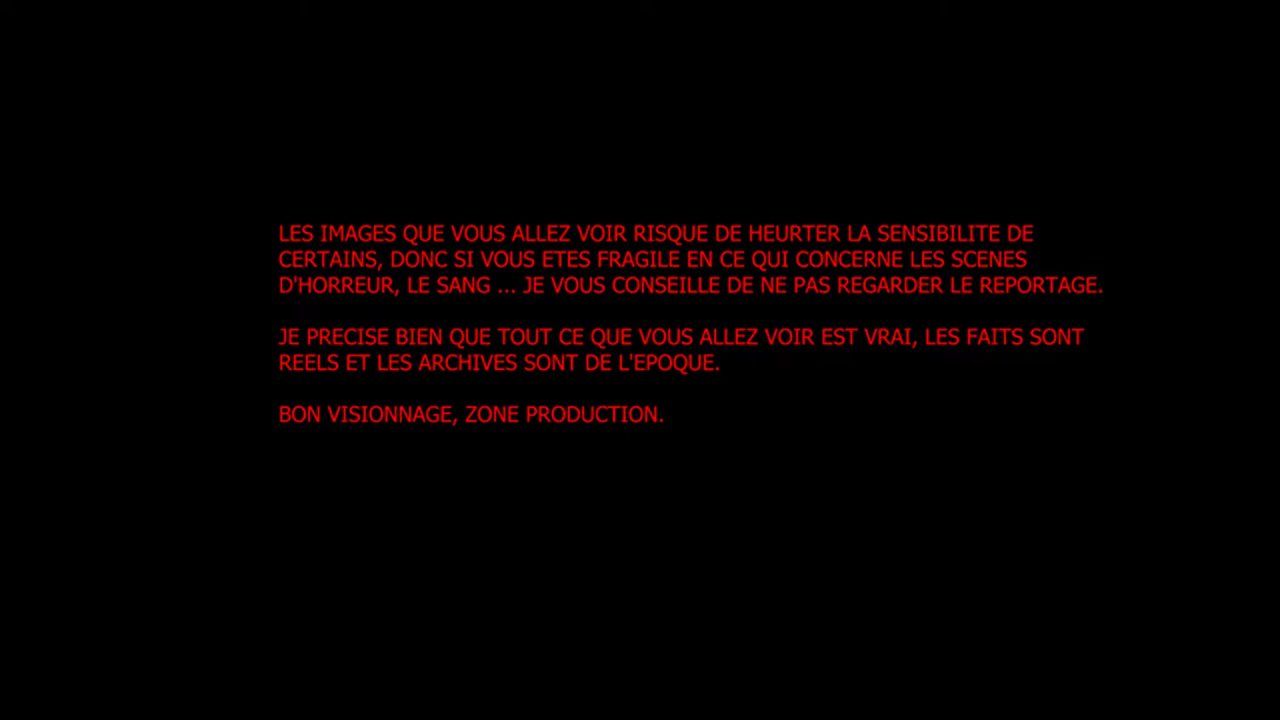 LES IMAGES QUE VOUS ALLEZ VOIR RISQUE DE HEURTER LA SENSIBILITE DE
CERTAINS, DONC SI VOUS ETES FRAGILE EN CE QUI CONCERNE LES SCENES
D'HORREUR, LE SANG ... JE VOUS CONSEILLE DE NE PAS REGARDER LE REPORTAGE.
JE PRECISE BIEN QUE TOUT CE QUE VOUS ALLEZ VOIR EST VRAI, LES FAITS SONT
REELS ET LES ARCHIVES SONT DE L'EPOQUE.
BON VISIONNAGE, ZONE PRODUCTION.